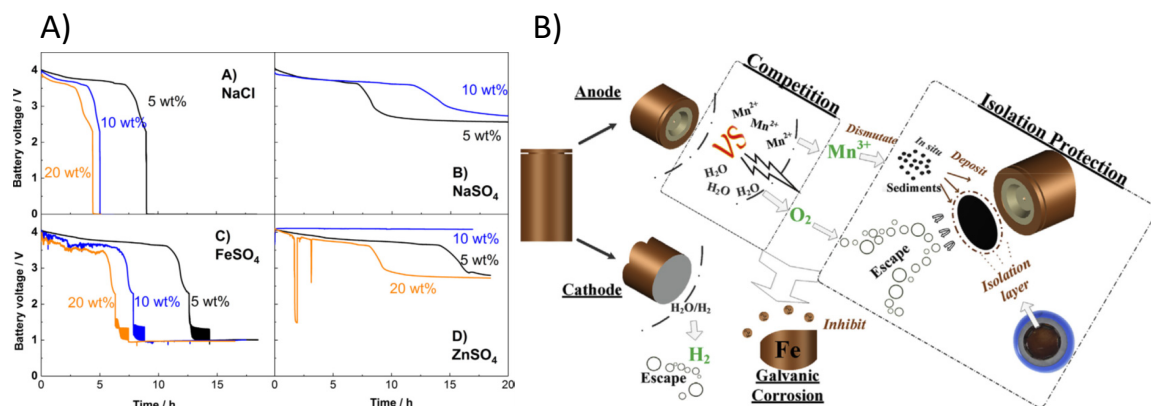 A)
B)
Battery voltage / V
4
3
2
1
0
A)
NaCl
5 wt%
10 wt%
20 wt%
10 wt%
5 wt%
B)
NaSO₄
Battery voltage / V
4
3
2
1
0
C)
FeSO₄
20 wt%
10 wt%
5 wt%
10 wt%
5 wt%
20 wt%
D)
ZnSO₄
0 5 10 15 0 5 10 15 20
Time / h
Time / h
Anode
Cathode
Competition
Mn²⁺
Mn²⁺
Mn²⁺
Mn²⁺
VS
H₂O
H₂O
H₂O
Dismutate
Mn³⁺
O₂
H₂O/H₂
H₂
Escape
Inhibit
Fe
Galvanic
Corrosion
Isolation Protection
In situ
Sediments
Deposit
Escape
Isolation
layer